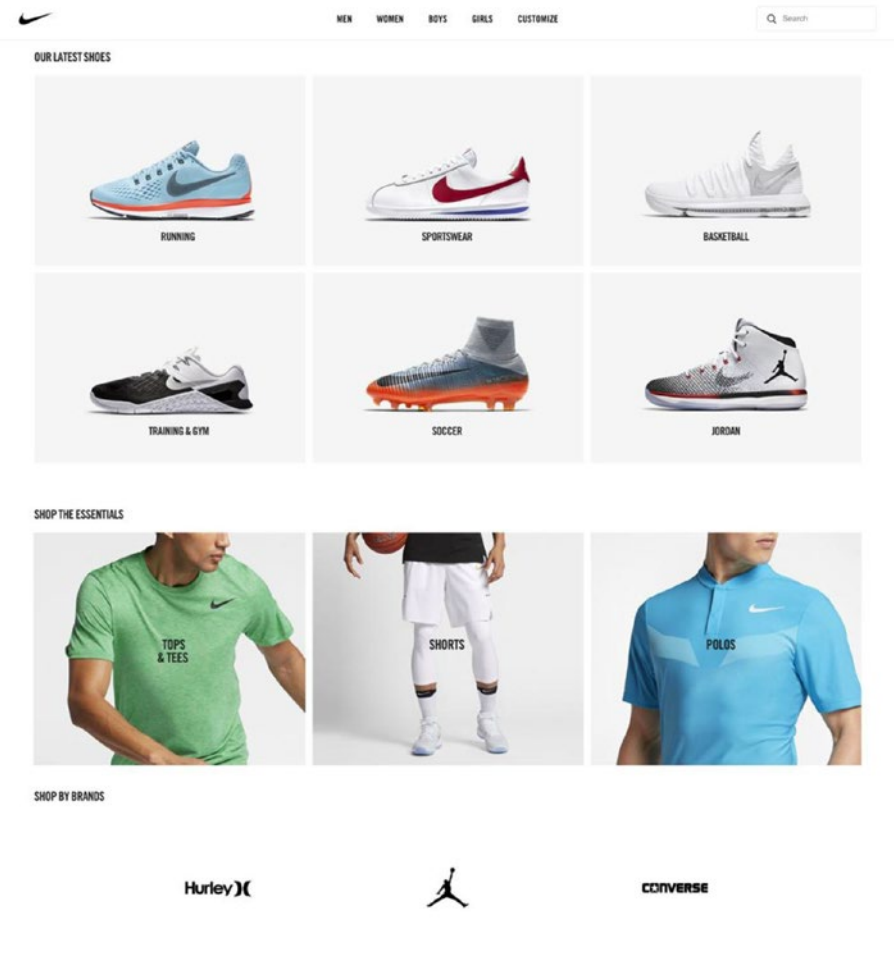 MEN WOMEN BOYS GIRLS CUSTOMIZE Search
OUR LATEST SHOES
RUNNING SPORTSWEAR BASKETBALL
TRAINING & GYM SOCCER JORDAN
SHOP THE ESSENTIALS
TOPS
& TEES
SHORTS
POLOS
SHOP BY BRANDS
Hurley CONVERSE